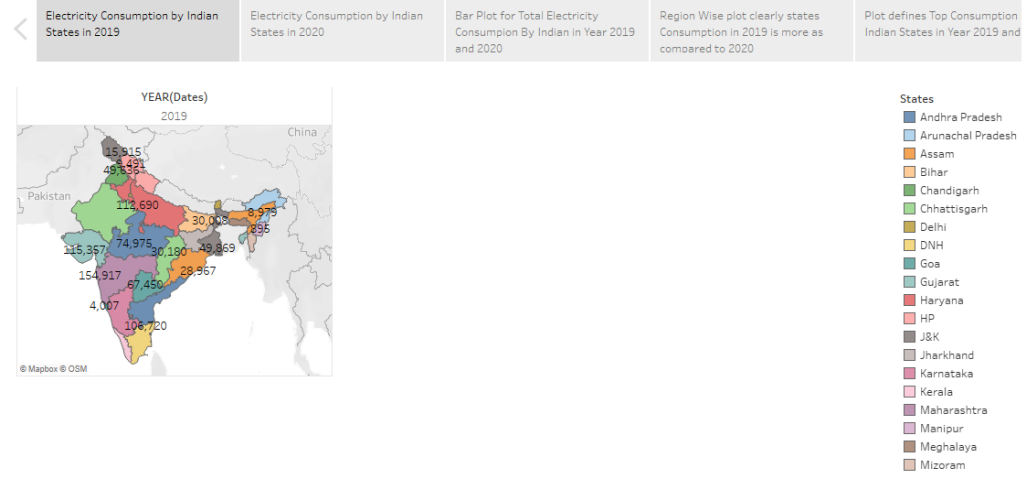 Electricity Consumption by Indian
States in 2019
Electricity Consumption by Indian
States in 2020
Bar Plot for Total Electricity
Consumpion By Indian in Year 2019
and 2020
Region Wise plot clearly states
Consumption in 2019 is more as
comoared to 2020
Plot defines Top Consumption
Indian States in Year 2019 and
YEAR(Dates)
2019
China
Pakistan
15,915
9,491
49,636
112,690
30,008
8,979
895
115,357
74,975
30,180
49,869
154,917
28,967
67,450
4,007
106,720
© Mapbox © OSM
States
Andhra Pradesh
Arunachal Pradesh
Assam
Bihar
Chandigarh
Chhattisgarh
Delhi
DNH
Goa
Gujarat
Haryana
HP
J&K
Jharkhand
Karnataka
Kerala
Maharashtra
Manipur
Meghalaya
Mizoram